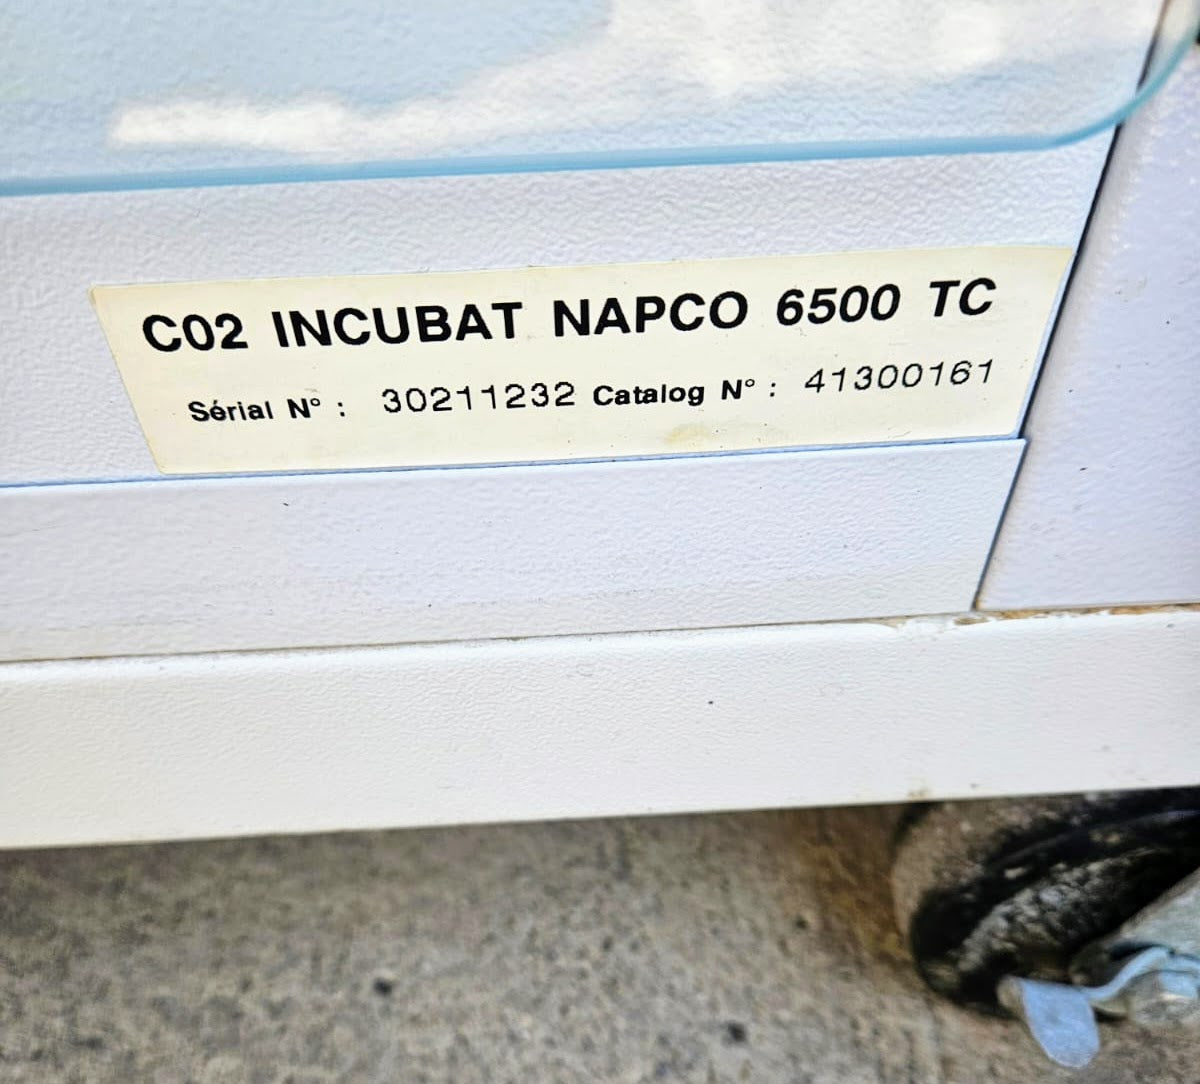 C02 INCUBAT NAPCO 6500 TC
Sérial N° : 30211232 Catalog N° : 41300161